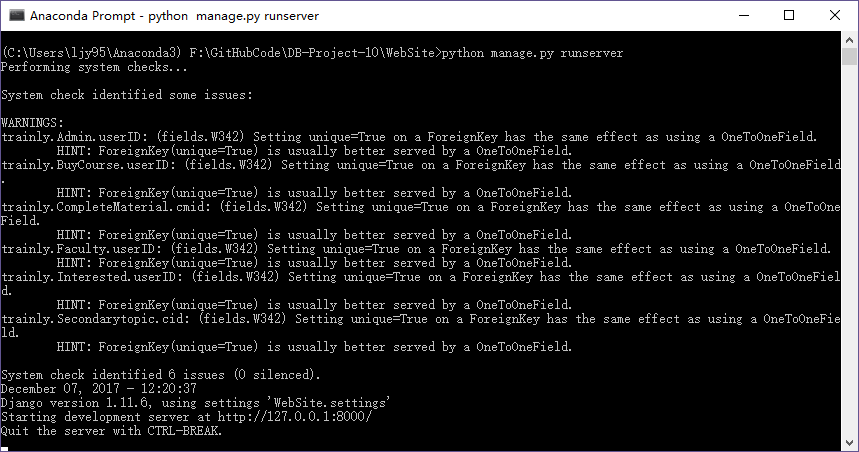 Anaconda Prompt - python  manage.py runserver
(C:\Users\ljy95\Anaconda3) F:\GitHubCode\DB-Project-10\WebSite>python manage.py runserver
Performing system checks...
System check identified some issues:
WARNINGS:
trainly.Admin.userID: (fields.W342) Setting unique=True on a ForeignKey has the same effect as using a OneToOneField.
HINT: ForeignKey(unique=True) is usually better served by a OneToOneField.
trainly.BuyCourse.userID: (fields.W342) Setting unique=True on a ForeignKey has the same effect as using a OneToOneField
.
HINT: ForeignKey(unique=True) is usually better served by a OneToOneField.
trainly.CompleteMaterial.cmid: (fields.W342) Setting unique=True on a ForeignKey has the same effect as using a OneToOne
Field.
HINT: ForeignKey(unique=True) is usually better served by a OneToOneField.
trainly.Faculty.userID: (fields.W342) Setting unique=True on a ForeignKey has the same effect as using a OneToOneField.
HINT: ForeignKey(unique=True) is usually better served by a OneToOneField.
trainly.Interested.userID: (fields.W342) Setting unique=True on a ForeignKey has the same effect as using a OneToOneFiel
d.
HINT: ForeignKey(unique=True) is usually better served by a OneToOneField.
trainly.Secondarytopic.cid: (fields.W342) Setting unique=True on a ForeignKey has the same effect as using a OneToOneFie
ld.
HINT: ForeignKey(unique=True) is usually better served by a OneToOneField.
System check identified 6 issues (0 silenced).
December 07, 2017 - 12:20:37
Django version 1.11.6, using settings 'WebSite.settings'
Starting development server at http://127.0.0.1:8000/
Quit the server with CTRL-BREAK.